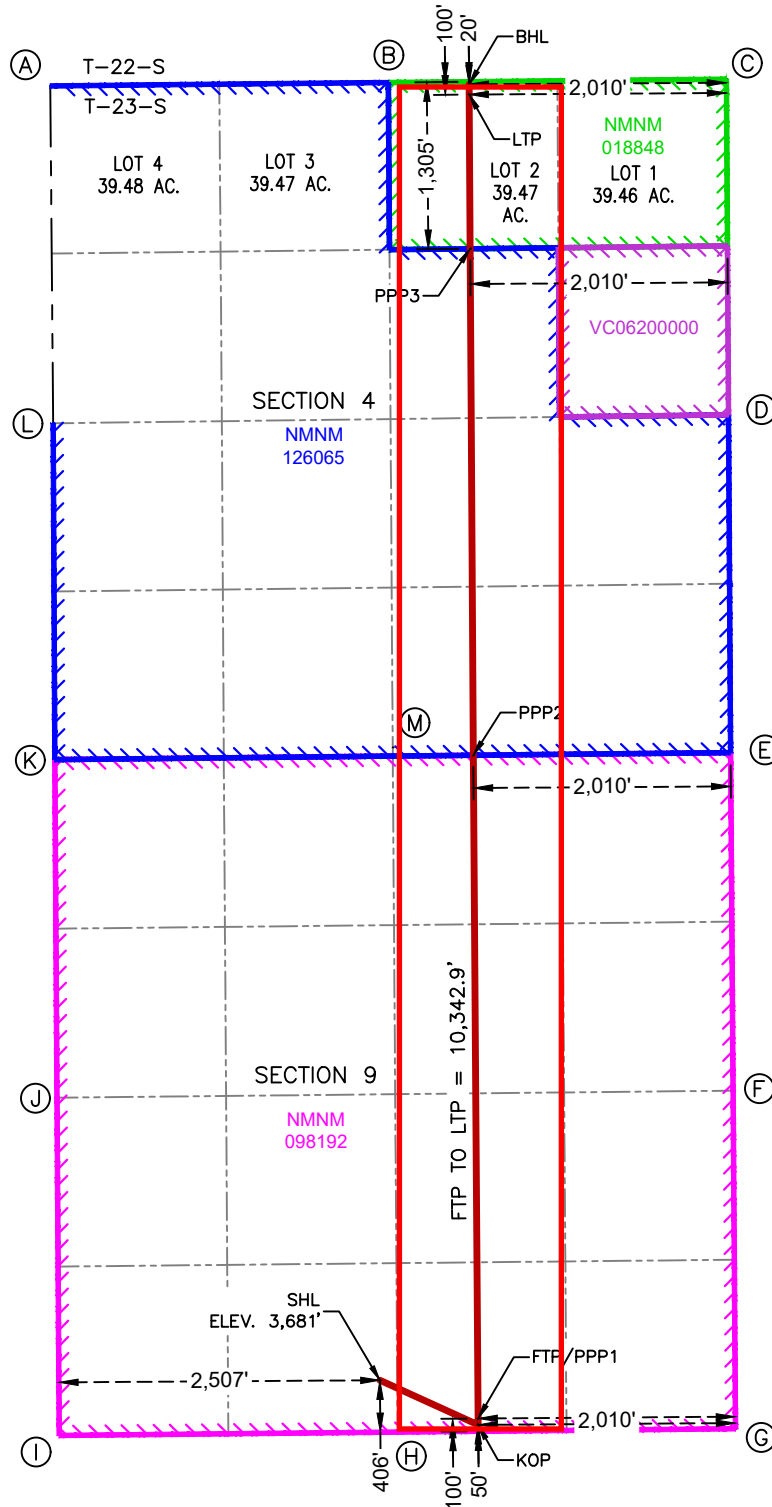 100'
20'
BHL
A
T-22-S
B
C
T-23-S
2,010'
LTP
NMNM
018848
LOT 4
39.48 AC.
LOT 3
39.47 AC.
1,305'
LOT 2
39.47
AC.
LOT 1
39.46 AC.
PPP3
2,010'
VC06200000
SECTION 4
L
D
NMNM
126065
M
PPP2
K
E
2,010'
FTP TO LTP = 10,342.9'
SECTION 9
J
F
NMNM
098192
SHL
ELEV. 3,681'
FTP/PPP1
2,507'
2,010'
I
H
G
406'
100'
50'
KOP